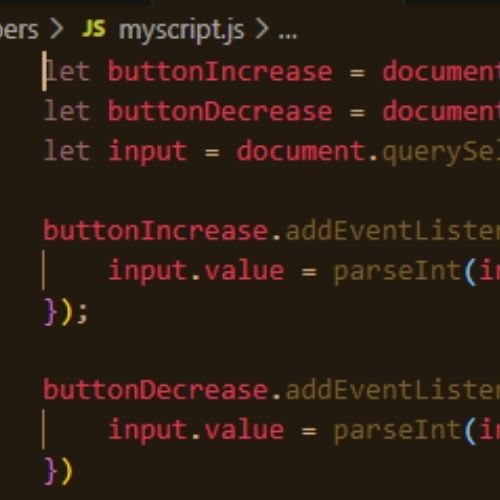 bers > JS myscript.js > ...
let buttonIncrease = document
let buttonDecrease = document
let input = document.querySel
buttonIncrease.addEventListen
input.value = parseInt(in
});
buttonDecrease.addEventListen
input.value = parseInt(in
})